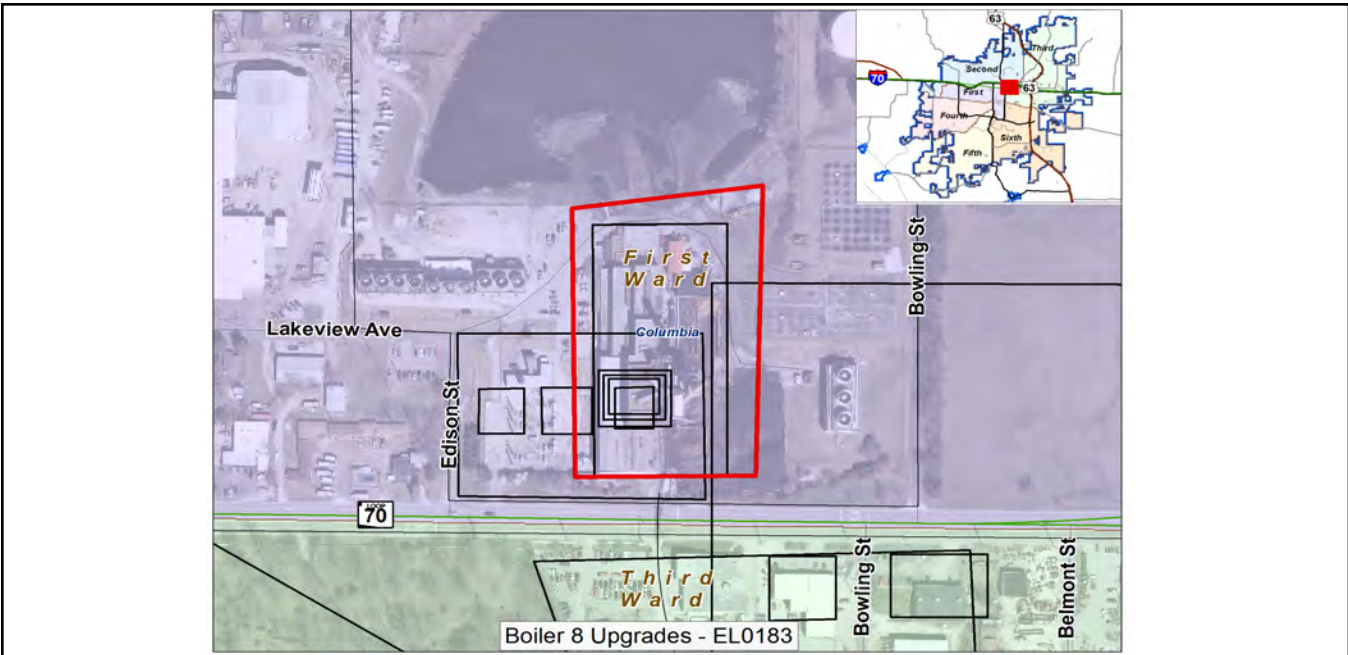 63
Third
Second
70
63
First
Fourth
Sixth
Fifth
First
Ward
Bowling St
Lakeview Ave
Columbia
Edison St
LOOP
70
Third
Ward
Bowling St
Belmont St
Boiler 8 Upgrades - EL0183